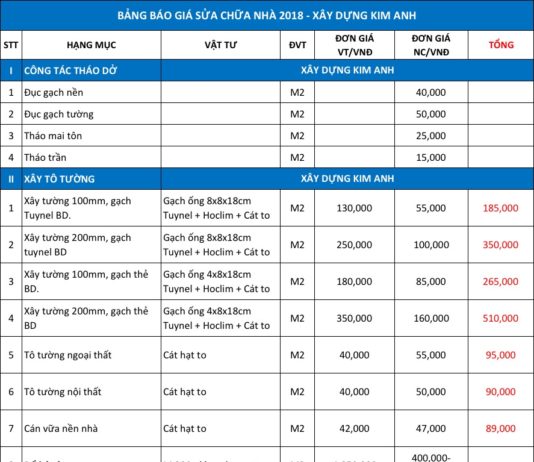 BẢNG BÁO GIÁ SỬA CHỮA NHÀ 2018 - XÂY DỰNG KIM ANH
STT HẠNG MỤC VẬT TƯ ĐVT ĐƠN GIÁ VT/VNĐ ĐƠN GIÁ NC/VNĐ TỔNG
I CÔNG TÁC THÁO DỞ XÂY DỰNG KIM ANH
1 Đục gạch nền M2 40,000
2 Đục gạch tường M2 50,000
3 Tháo mai tôn M2 25,000
4 Tháo trần M2 15,000
II XÂY TÔ TƯỜNG XÂY DỰNG KIM ANH
1 Xây tường 100mm, gạch Tuynel BD. Gạch ống 8x8x18cm Tuynel + Hoclim + Cát to M2 130,000 55,000 185,000
2 Xây tường 200mm, gạch tuynel BD Gạch ống 8x8x18cm Tuynel + Hoclim + Cát to M2 250,000 100,000 350,000
3 Xây tường 100mm, gạch thẻ BD. Gạch ống 4x8x18cm Tuynel + Hoclim + Cát to M2 180,000 85,000 265,000
4 Xây tường 200mm, gạch thẻ BD Gạch ống 4x8x18cm Tuynel + Hoclim + Cát to M2 350,000 160,000 510,000
5 Tô tường ngoại thất Cát hạt to M2 40,000 55,000 95,000
6 Tô tường nội thất Cát hạt to M2 40,000 50,000 90,000
7 Cán vữa nền nhà Cát hạt to M2 42,000 47,000 89,000
400,000-